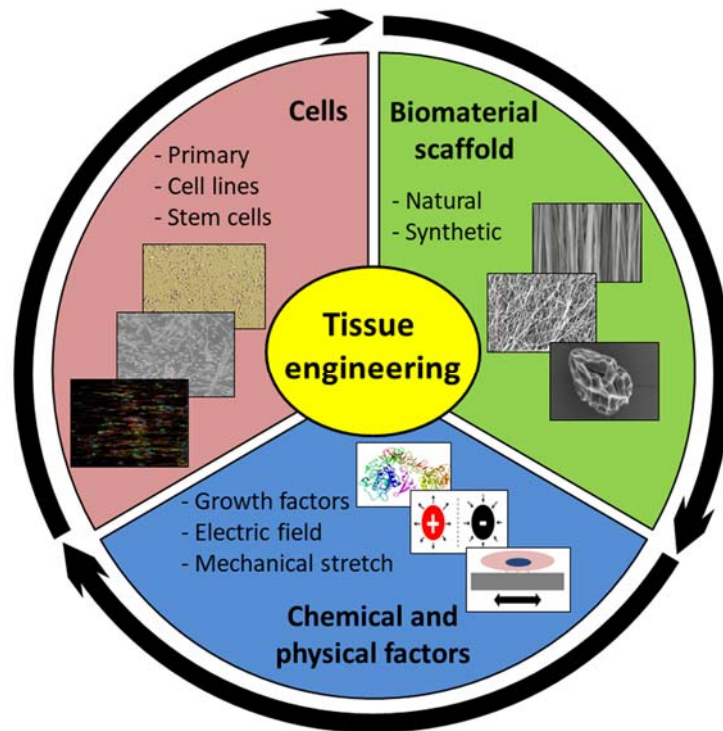 Cells
- Primary
- Cell lines
- Stem cells
Biomaterial
scaffold
- Natural
- Synthetic
Tissue
engineering
- Growth factors
- Electric field
- Mechanical stretch
+
-
Chemical and
physical factors